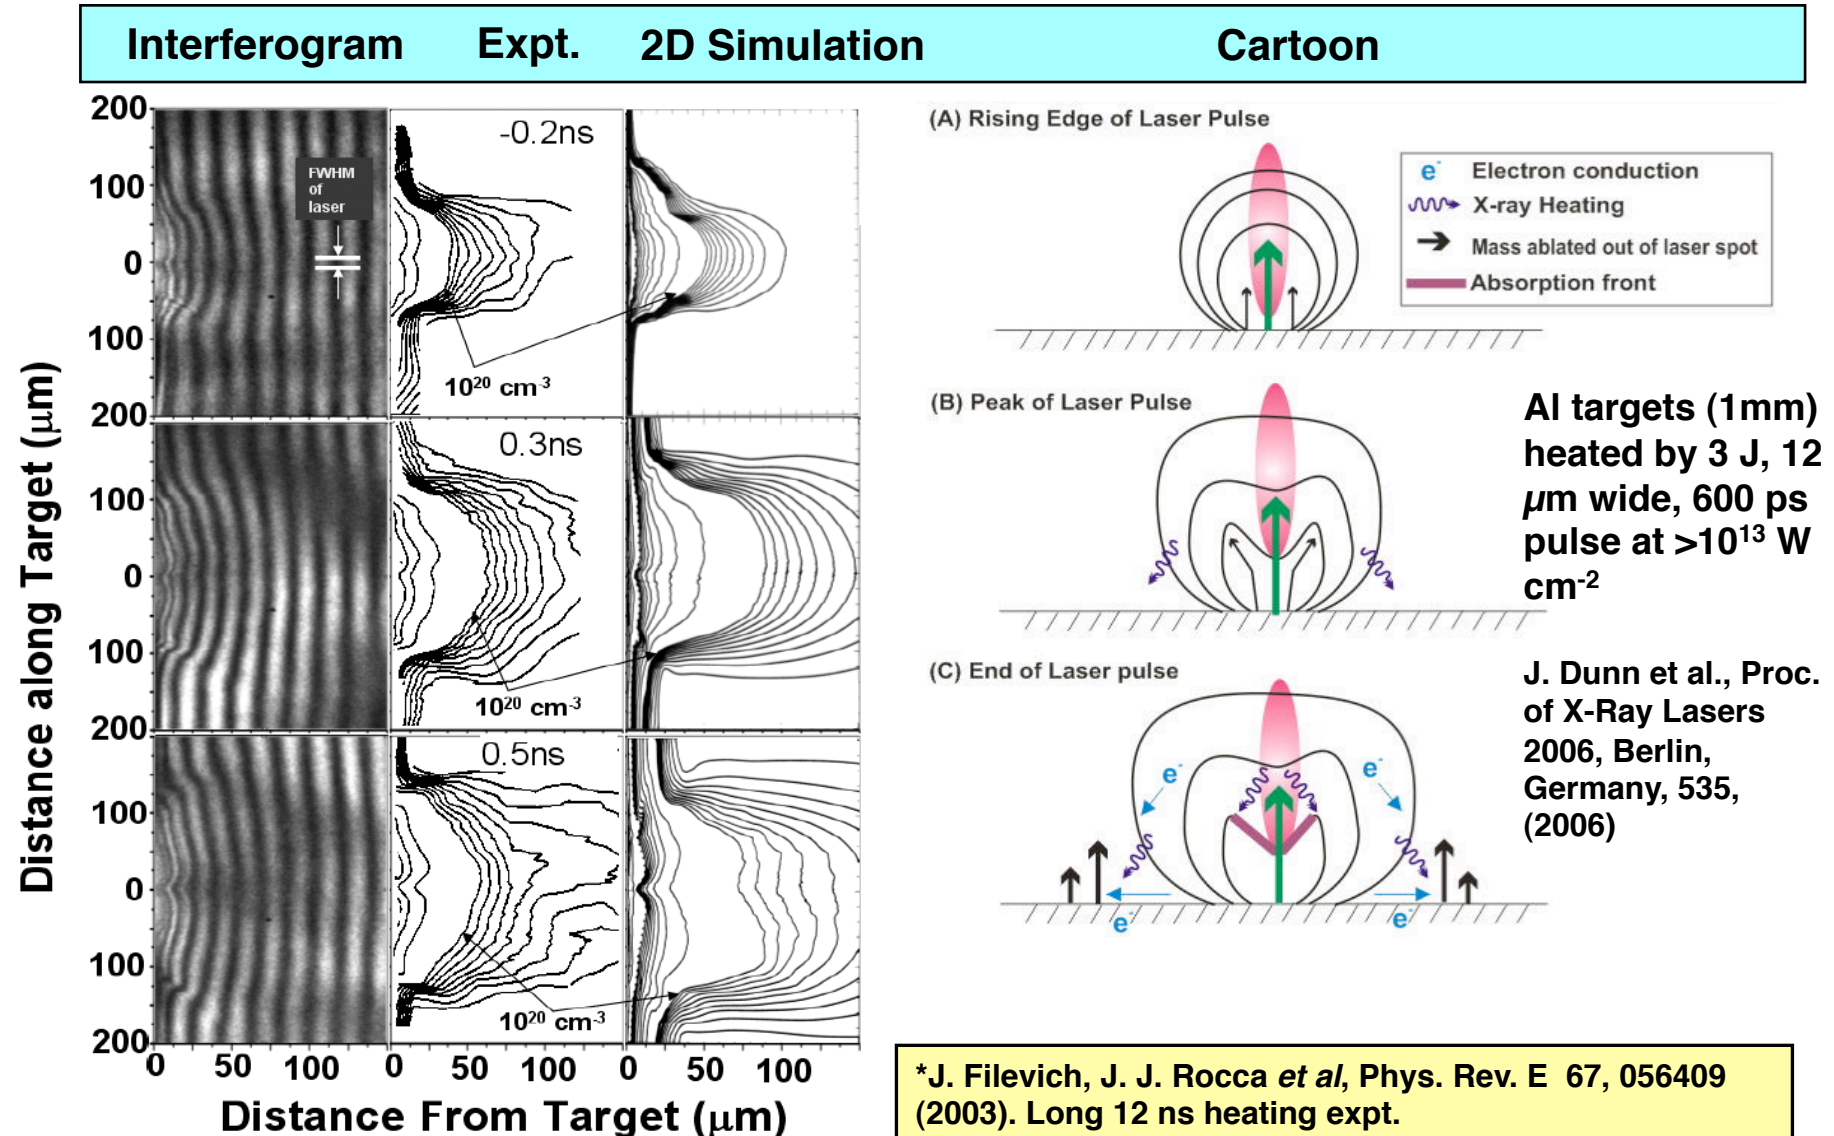 Interferogram Expt. 2D Simulation Cartoon
Distance along Target (μm)
200
100
0
100
200
100
0
100
200
100
0
100
200
FWHM
of
laser
-0.2ns
10²⁰ cm⁻³
0.3ns
10²⁰ cm⁻³
0.5ns
10²⁰ cm⁻³
0 50 100 0 50 100 0 50 100
Distance From Target (μm)
(A) Rising Edge of Laser Pulse
e⁻ Electron conduction
X-ray Heating
Mass ablated out of laser spot
Absorption front
(B) Peak of Laser Pulse
(C) End of Laser pulse
e⁻ e⁻
e⁻ e⁻
Al targets (1mm)
heated by 3 J, 12
µm wide, 600 ps
pulse at >10¹³ W
cm⁻²
J. Dunn et al., Proc.
of X-Ray Lasers
2006, Berlin,
Germany, 535,
(2006)
*J. Filevich, J. J. Rocca et al, Phys. Rev. E 67, 056409
(2003). Long 12 ns heating expt.